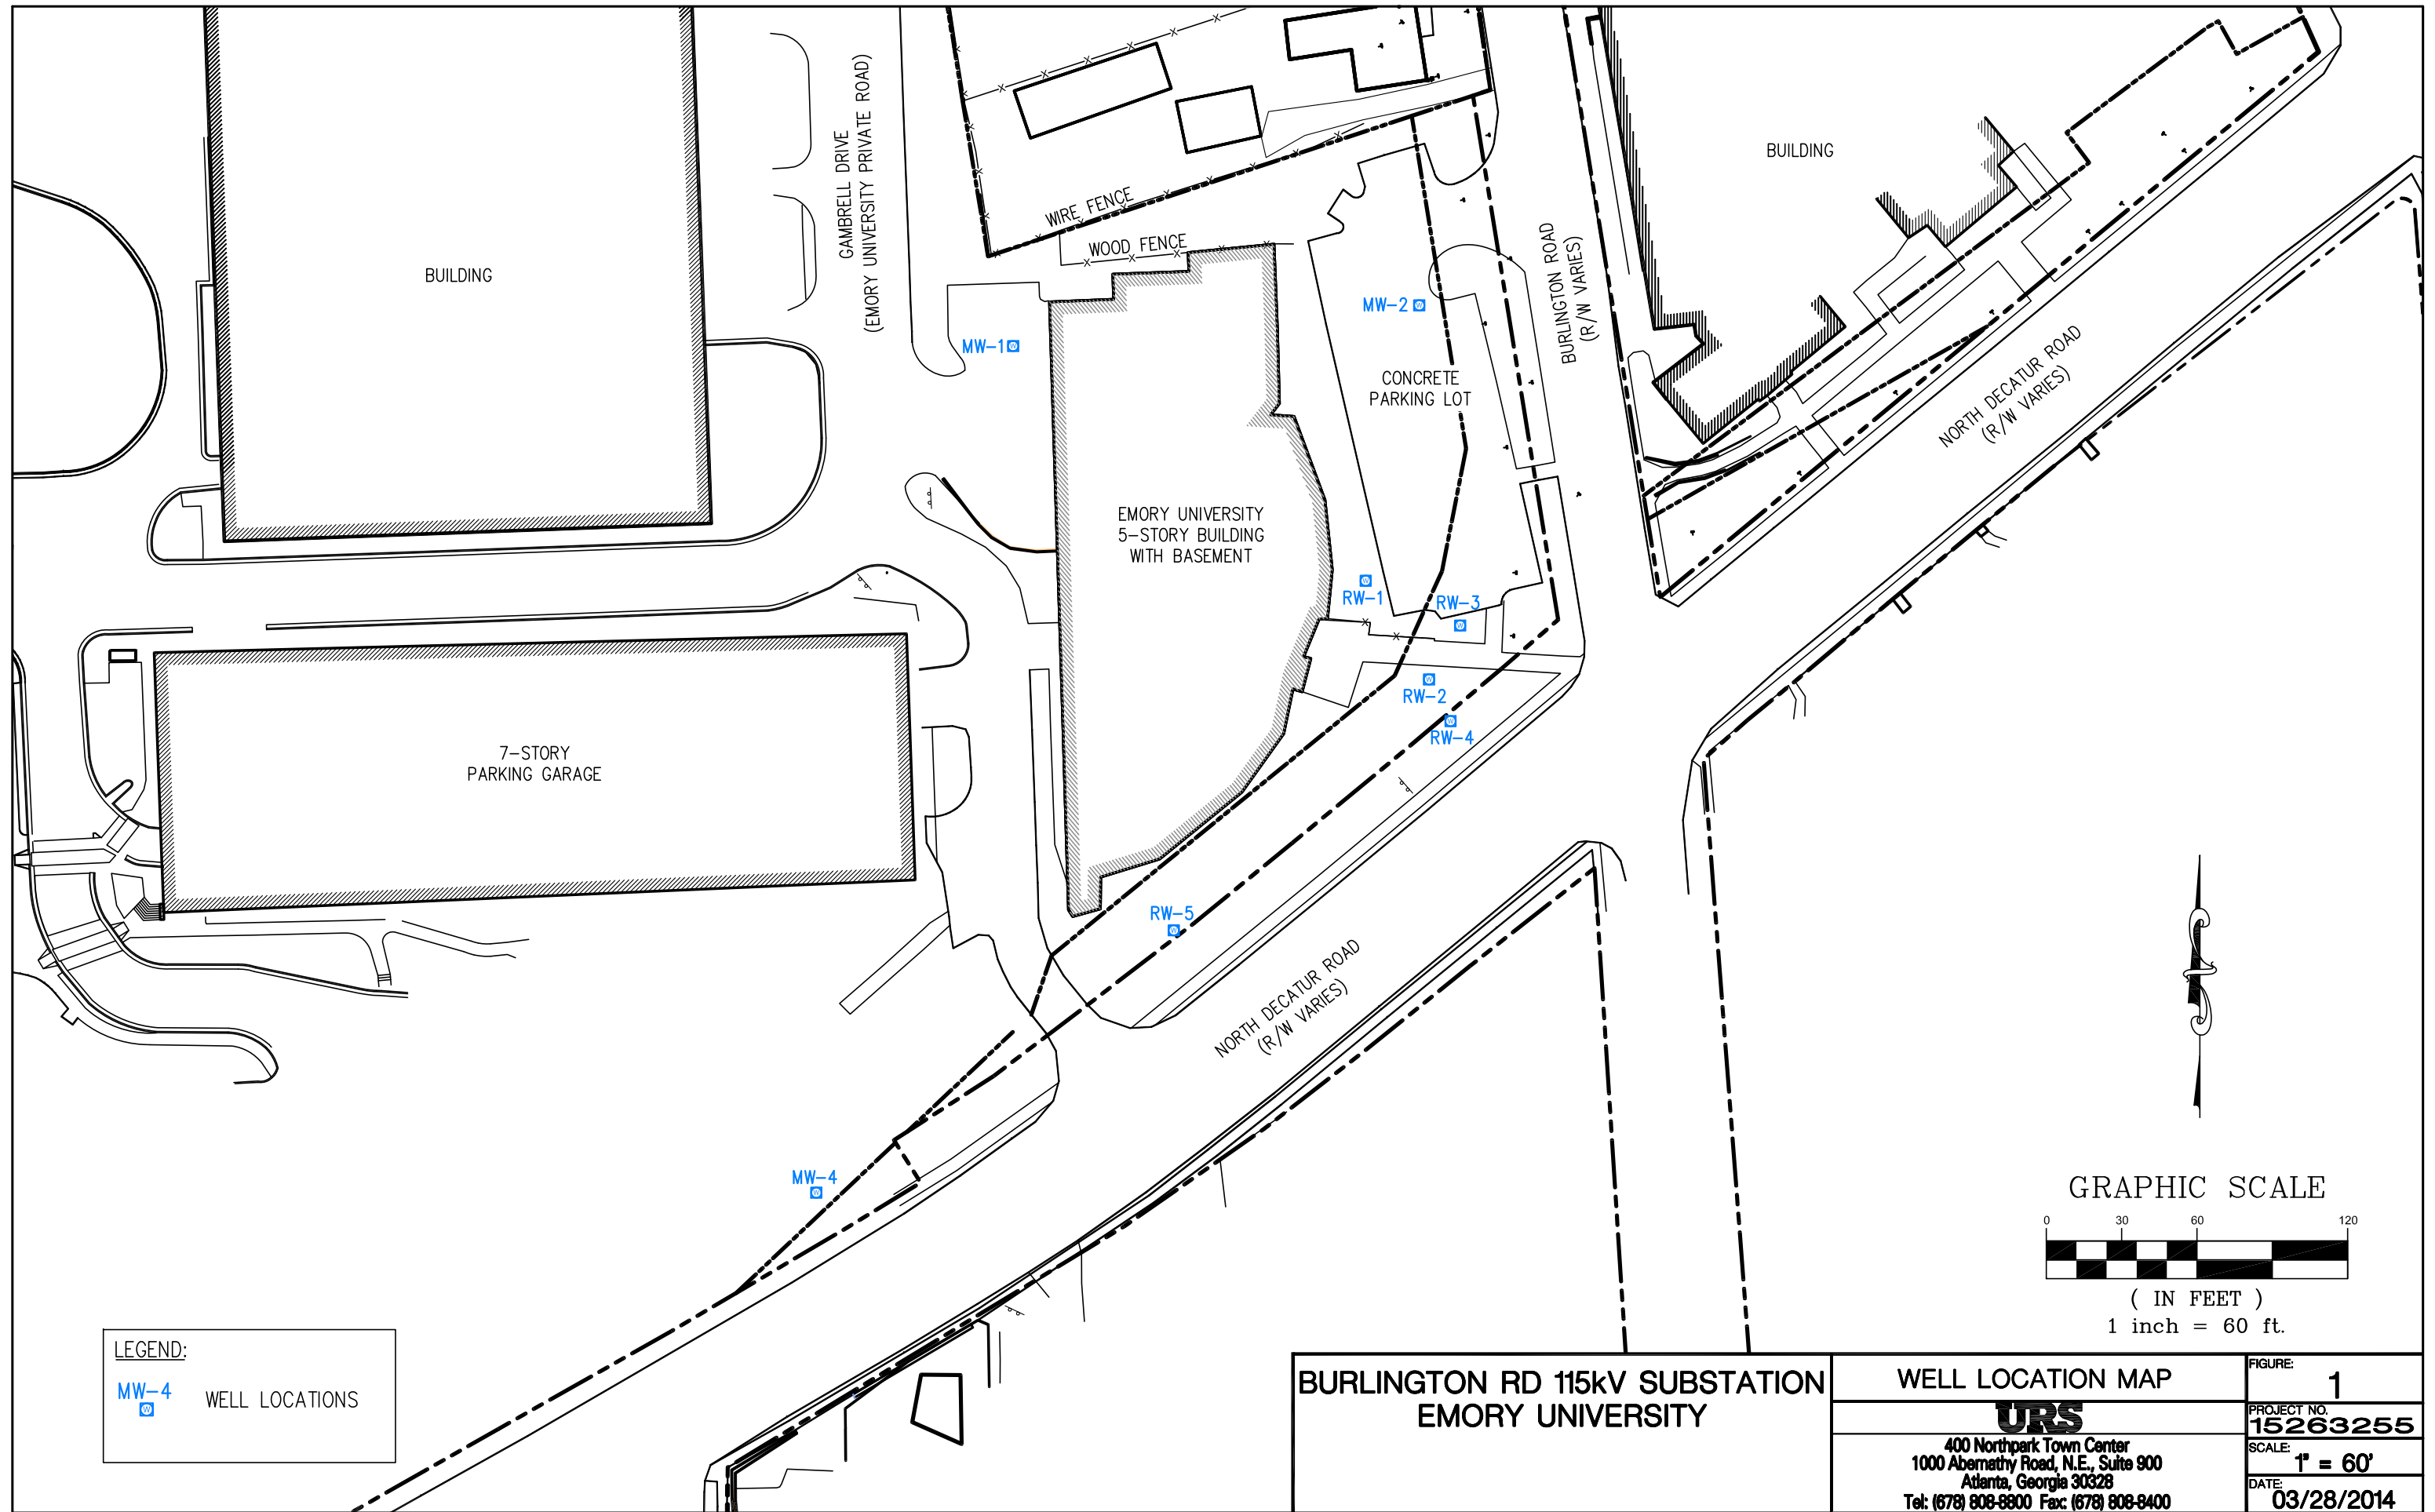 BUILDING
GAMBRELL DRIVE
(EMORY UNIVERSITY PRIVATE ROAD)
WIRE FENCE
WOOD FENCE
BUILDING
BURLINGTON ROAD
(R/W VARIES)
MW-1
MW-2
CONCRETE
PARKING LOT
NORTH DECATUR ROAD
(R/W VARIES)
EMORY UNIVERSITY
5-STORY BUILDING
WITH BASEMENT
RW-1
RW-3
RW-2
RW-4
7-STORY
PARKING GARAGE
RW-5
NORTH DECATUR ROAD
(R/W VARIES)
MW-4
GRAPHIC SCALE
0 30 60 120
( IN FEET )
1 inch = 60 ft.
LEGEND:
MW-4
WELL LOCATIONS
BURLINGTON RD 115kV SUBSTATION
EMORY UNIVERSITY
WELL LOCATION MAP
URS
400 Northpark Town Center
1000 Abernathy Road, N.E., Suite 900
Atlanta, Georgia 30328
Tel: (678) 808-8800 Fax: (678) 808-8400
FIGURE:
1
PROJECT NO.
15263255
SCALE:
1" = 60'
DATE:
03/28/2014